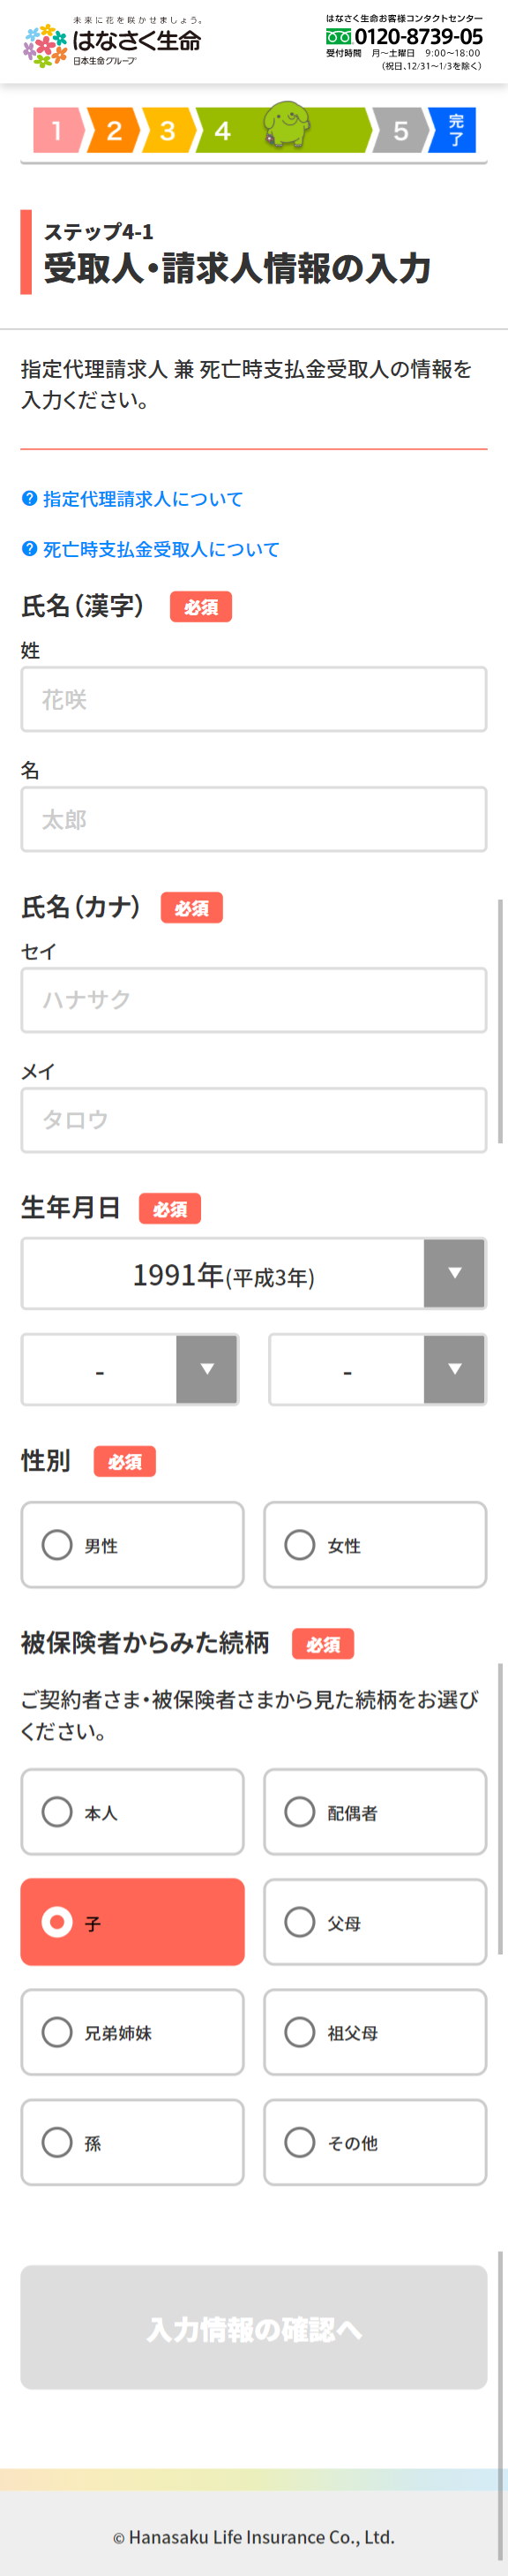 未来に花を咲かせましょう。
はなさく生命
日本生命グループ
はなさく生命お客様コンタクトセンター
0120-8739-05
受付時間 月～土曜日 9:00～18:00
（祝日、12/31～1/3を除く）
1 2 3 4 5 完了
ステップ4-1
受取人・請求人情報の入力
指定代理請求人 兼 死亡時支払金受取人の情報を
入力ください。
? 指定代理請求人について
? 死亡時支払金受取人について
氏名（漢字） 必須
姓
花咲
名
太郎
氏名（カナ） 必須
セイ
ハナサク
メイ
タロウ
生年月日 必須
1991年(平成3年) ▼
- ▼ - ▼
性別 必須
男性 女性
被保険者からみた続柄 必須
ご契約者さま・被保険者さまから見た続柄をお選び
ください。
本人 配偶者
子 父母
兄弟姉妹 祖父母
孫 その他
入力情報の確認へ
© Hanasaku Life Insurance Co., Ltd.